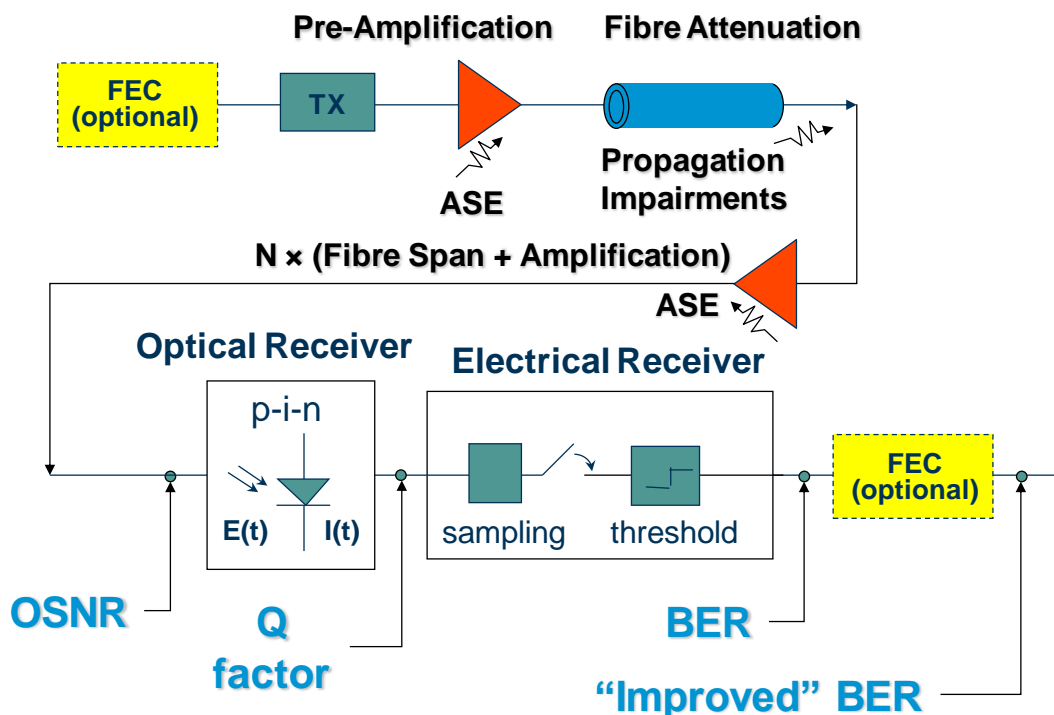 Pre-Amplification
Fibre Attenuation
FEC
(optional)
TX
ASE
Propagation
Impairments
N × (Fibre Span + Amplification)
ASE
Optical Receiver
Electrical Receiver
p-i-n
E(t)
I(t)
sampling
threshold
FEC
(optional)
OSNR
Q
factor
BER
“Improved” BER